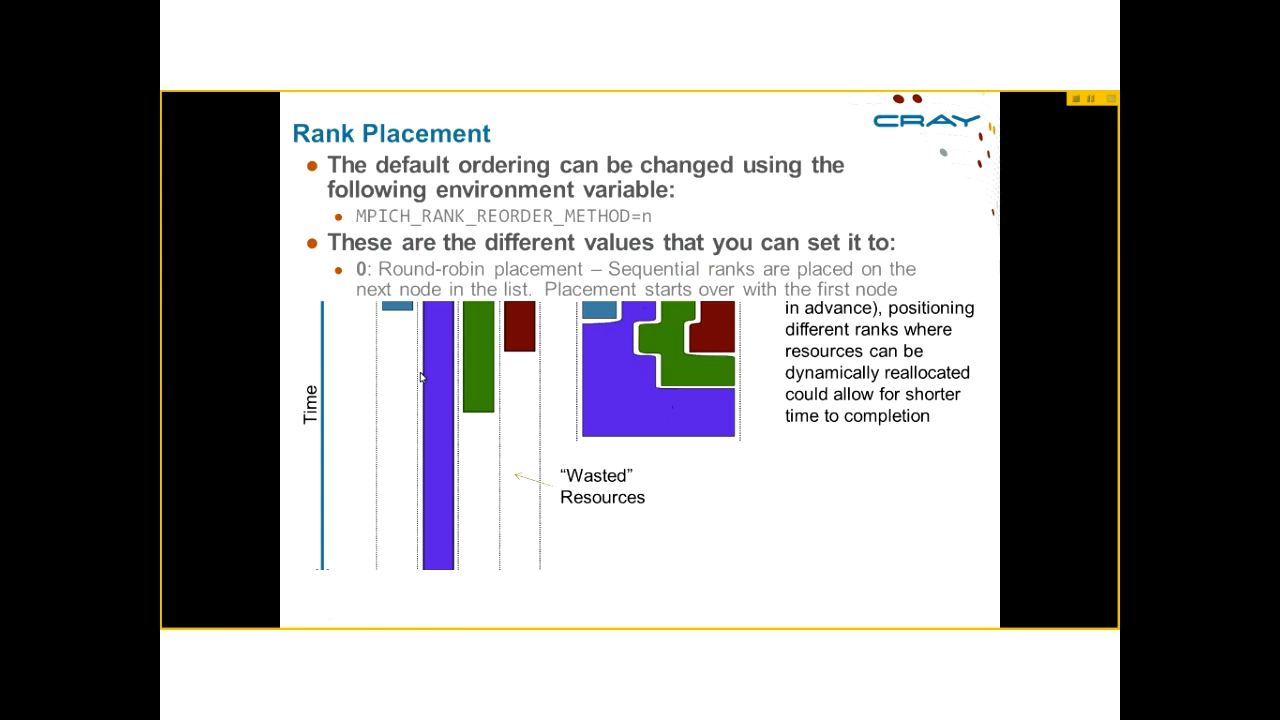 CRAY
Rank Placement
The default ordering can be changed using the
following environment variable:
MPICH_RANK_REORDER_METHOD=n
These are the different values that you can set it to:
0: Round-robin placement – Sequential ranks are placed on the
next node in the list. Placement starts over with the first node
in advance), positioning
different ranks where
resources can be
dynamically reallocated
could allow for shorter
time to completion
Time
“Wasted”
Resources